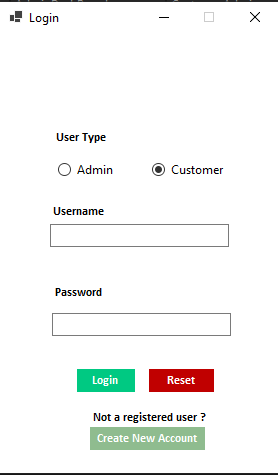 Login
User Type
Admin Customer
Username
Password
Login Reset
Not a registered user ?
Create New Account